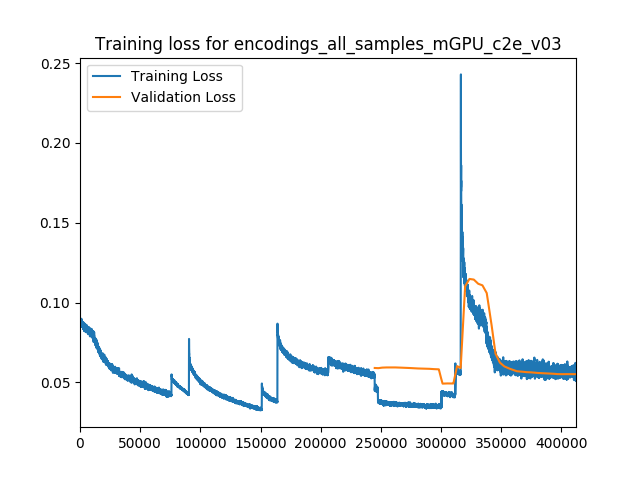 Training loss for encodings_all_samples_mGPU_c2e_v03
Training Loss
Validation Loss
0.25
0.20
0.15
0.10
0.05
0 50000 100000 150000 200000 250000 300000 350000 400000